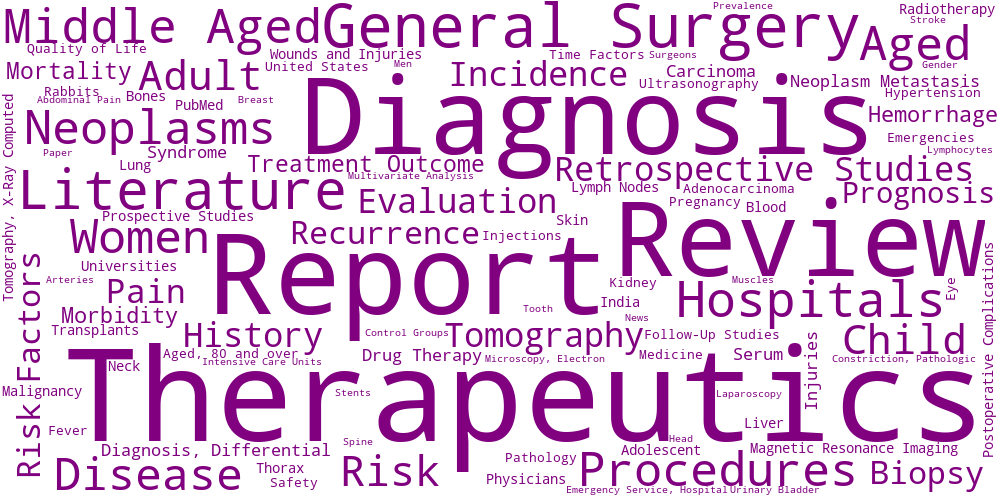 Middle Aged
General Surgery
Prevalence
Radiotherapy
Stroke
Quality of Life
Wounds and Injuries
Time Factors
Surgeons
Aged
Gender
Mortality
Adult
United States
Men
Incidence
Carcinoma
Ultrasonography
Neoplasm Metastasis
Rabbits
Abdominal Pain
Bones
PubMed
Breast
Diagnosis
Hypertension
Hemorrhage
Neoplasms
Emergencies
Lymphocytes
Paper
Syndrome
Lung
Treatment Outcome
Multivariate Analysis
Retrospective Studies
Tomography, X-Ray Computed
Literature
Evaluation
Lymph Nodes
Adenocarcinoma
Pregnancy
Blood
Prognosis
Prospective Studies
Women
Recurrence
Injections
Skin
Review
Report
Universities
Arteries
Pain
Kidney
India
Muscles
Eye
Hospitals
Tooth
News
Morbidity
Transplants
History
Control Groups
Tomography
Follow-Up Studies
Child
Risk Factors
Aged, 80 and over
Intensive Care Units
Neck
Drug Therapy
Microscopy, Electron
Medicine
Serum
Injuries
Constriction, Pathologic
Postoperative Complications
Malignancy
Therapeutics
Stents
Laparoscopy
Fever
Liver
Spine
Head
Diagnosis, Differential
Pathology
Adolescent
Magnetic Resonance Imaging
Disease
Thorax
Safety
Risk
Physicians
Procedures
Biopsy
Emergency Service, Hospital
Urinary Bladder